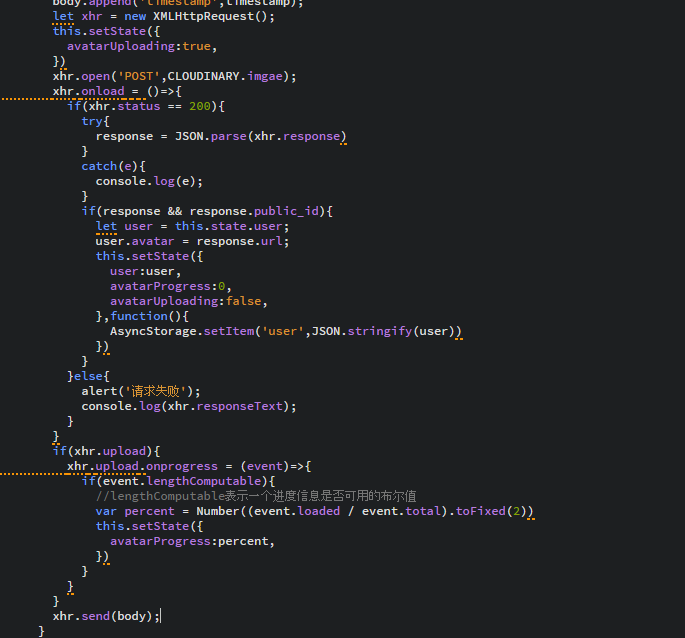 body.append('timestamp',timestamp);
let xhr = new XMLHttpRequest();
this.setState({
avatarUploading:true,
})
xhr.open('POST',CLOUDINARY.imgae);
xhr.onload = ()=>{
if(xhr.status == 200){
try{
response = JSON.parse(xhr.response)
}
catch(e){
console.log(e);
}
if(response && response.public_id){
let user = this.state.user;
user.avatar = response.url;
this.setState({
user:user,
avatarProgress:0,
avatarUploading:false,
},function(){
AsyncStorage.setItem('user',JSON.stringify(user))
})
}
}else{
alert('请求失败');
console.log(xhr.responseText);
}
}
if(xhr.upload){
xhr.upload.onprogress = (event)=>{
if(event.lengthComputable){
//lengthComputable表示一个进度信息是否可用的布尔值
var percent = Number((event.loaded / event.total).toFixed(2))
this.setState({
avatarProgress:percent,
})
}
}
}
xhr.send(body);
}